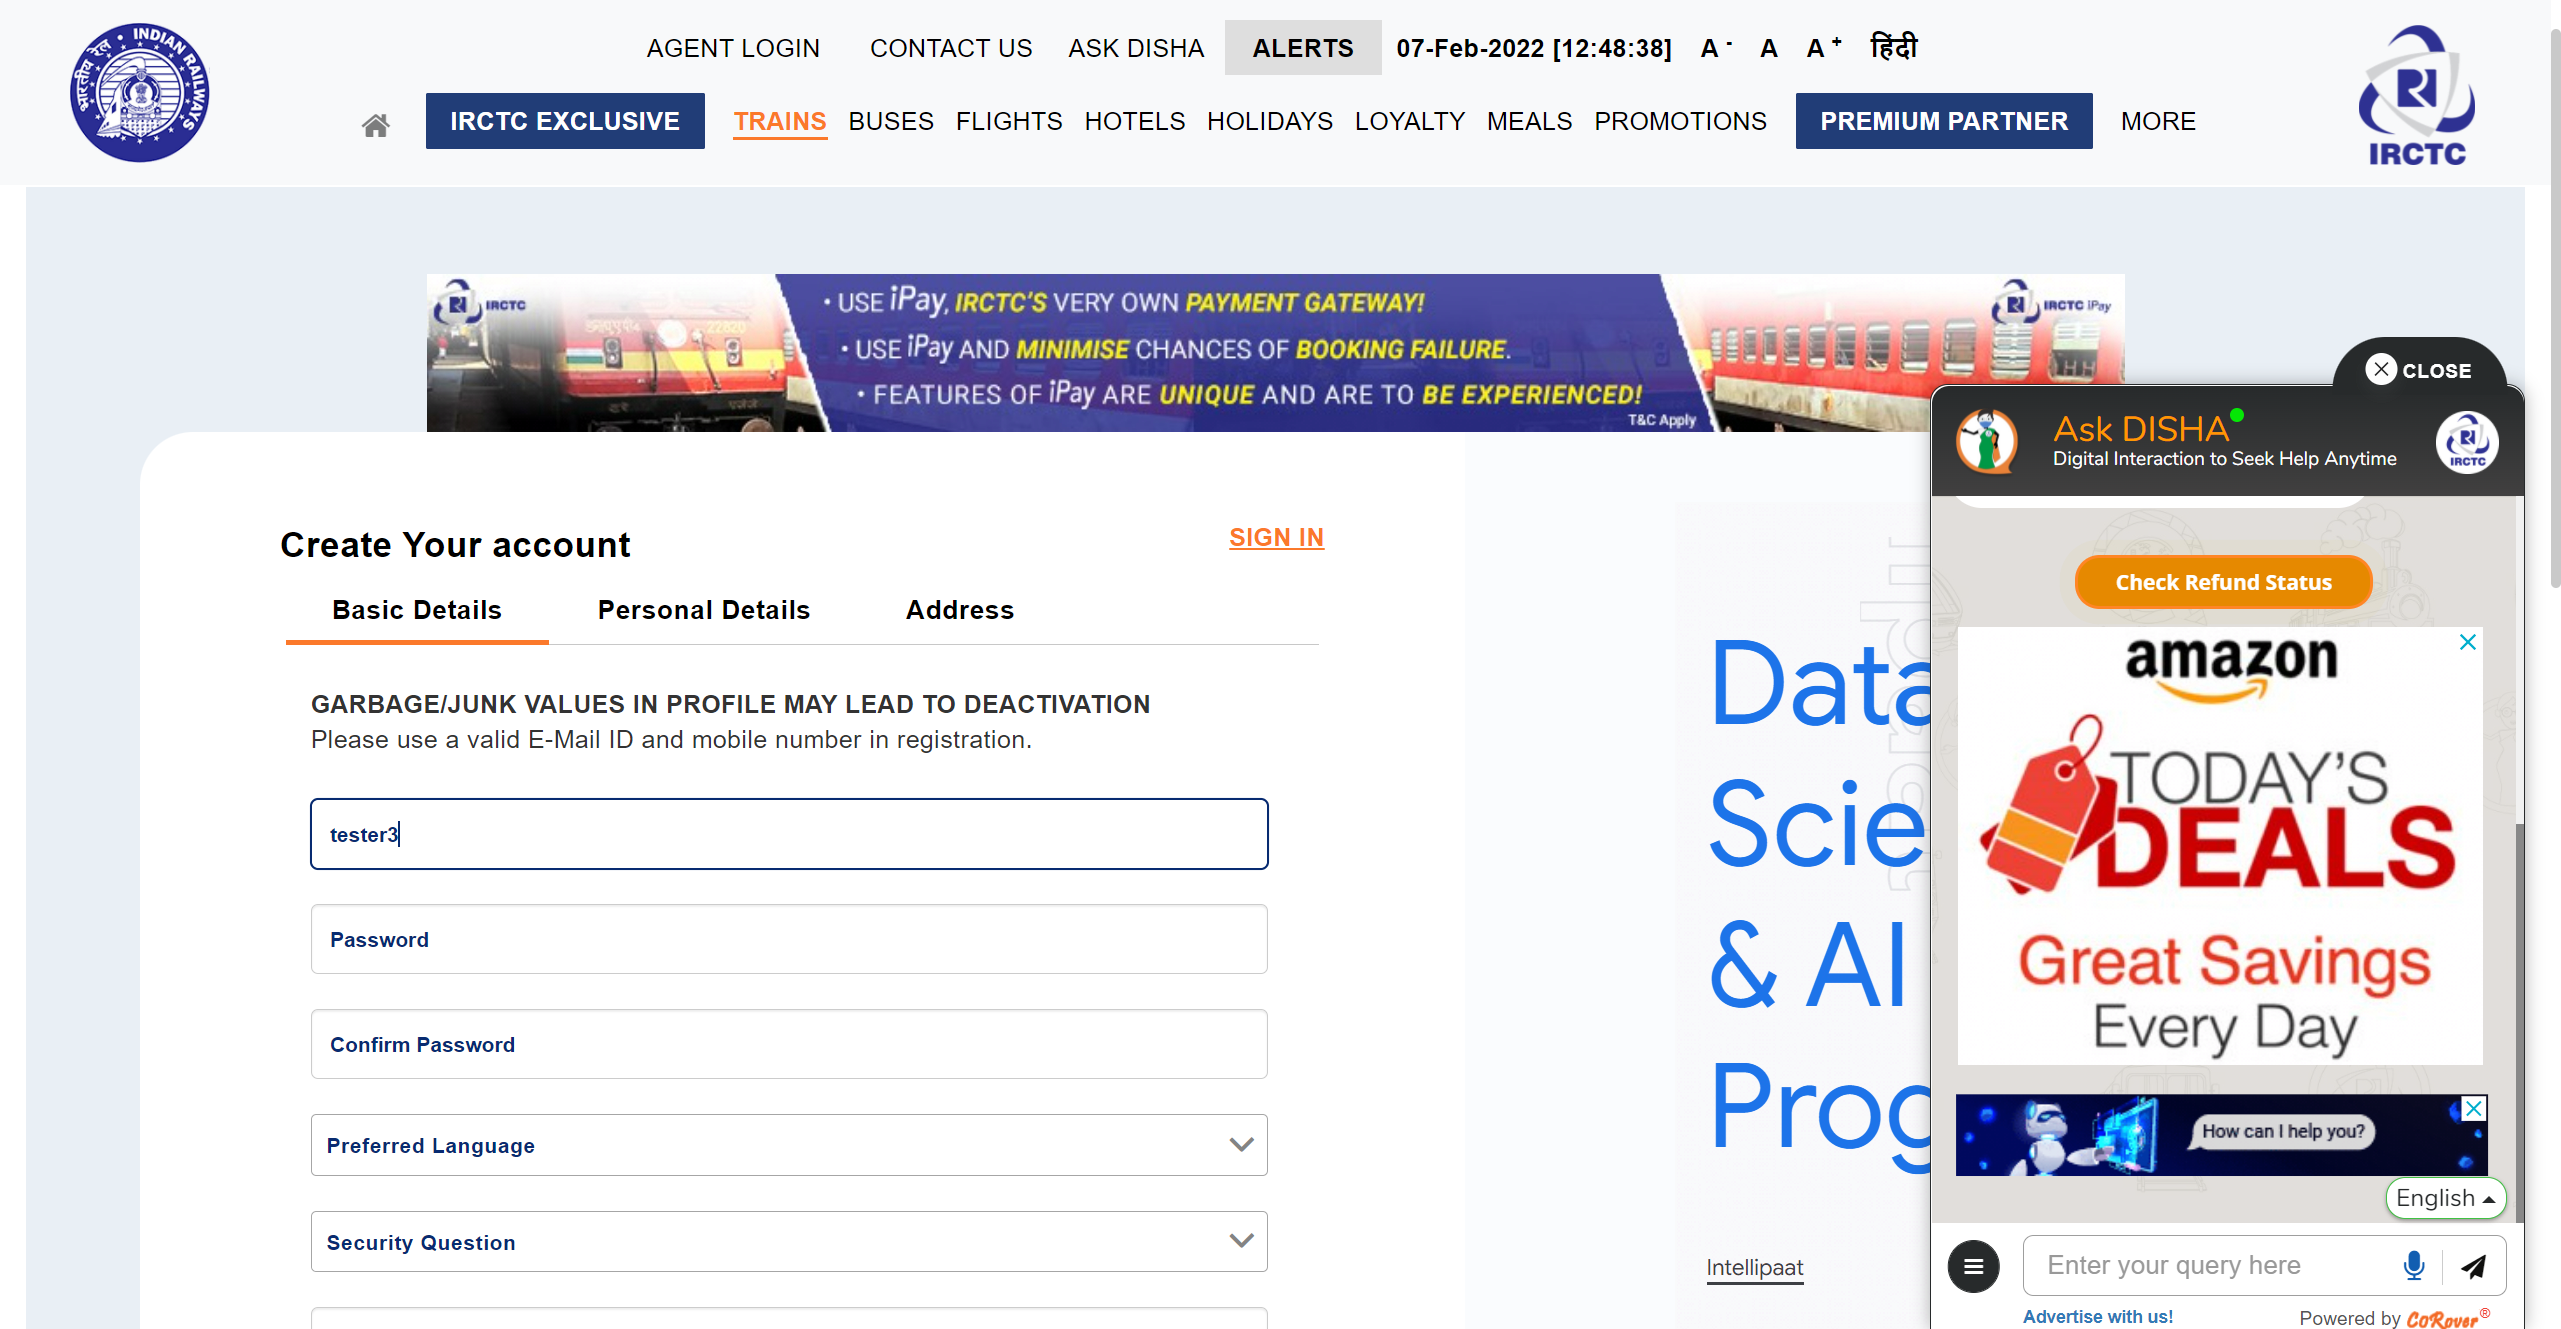 AGENT LOGIN CONTACT US ASK DISHA ALERTS 07-Feb-2022 [12:48:38] A - A A + हिंदी
IRCTC EXCLUSIVE TRAINS BUSES FLIGHTS HOTELS HOLIDAYS LOYALTY MEALS PROMOTIONS PREMIUM PARTNER MORE
भारतीय रेल INDIAN RAILWAYS
IRCTC
IRCTC
• USE iPay, IRCTC'S VERY OWN PAYMENT GATEWAY!
• USE iPay AND MINIMISE CHANCES OF BOOKING FAILURE.
• FEATURES OF iPay ARE UNIQUE AND ARE TO BE EXPERIENCED!
T&C Apply
IRCTC iPay
22620
Create Your account
SIGN IN
Basic Details Personal Details Address
GARBAGE/JUNK VALUES IN PROFILE MAY LEAD TO DEACTIVATION
Please use a valid E-Mail ID and mobile number in registration.
tester3
Password
Confirm Password
Preferred Language
Security Question
Data
Scie
& AI
Prog
Intellipaat
CLOSE
Ask DISHA
Digital Interaction to Seek Help Anytime
IRCTC
Check Refund Status
amazon
TODAY'S
DEALS
Great Savings
Every Day
How can I help you?
English
Enter your query here
Advertise with us!
Powered by CoRover®